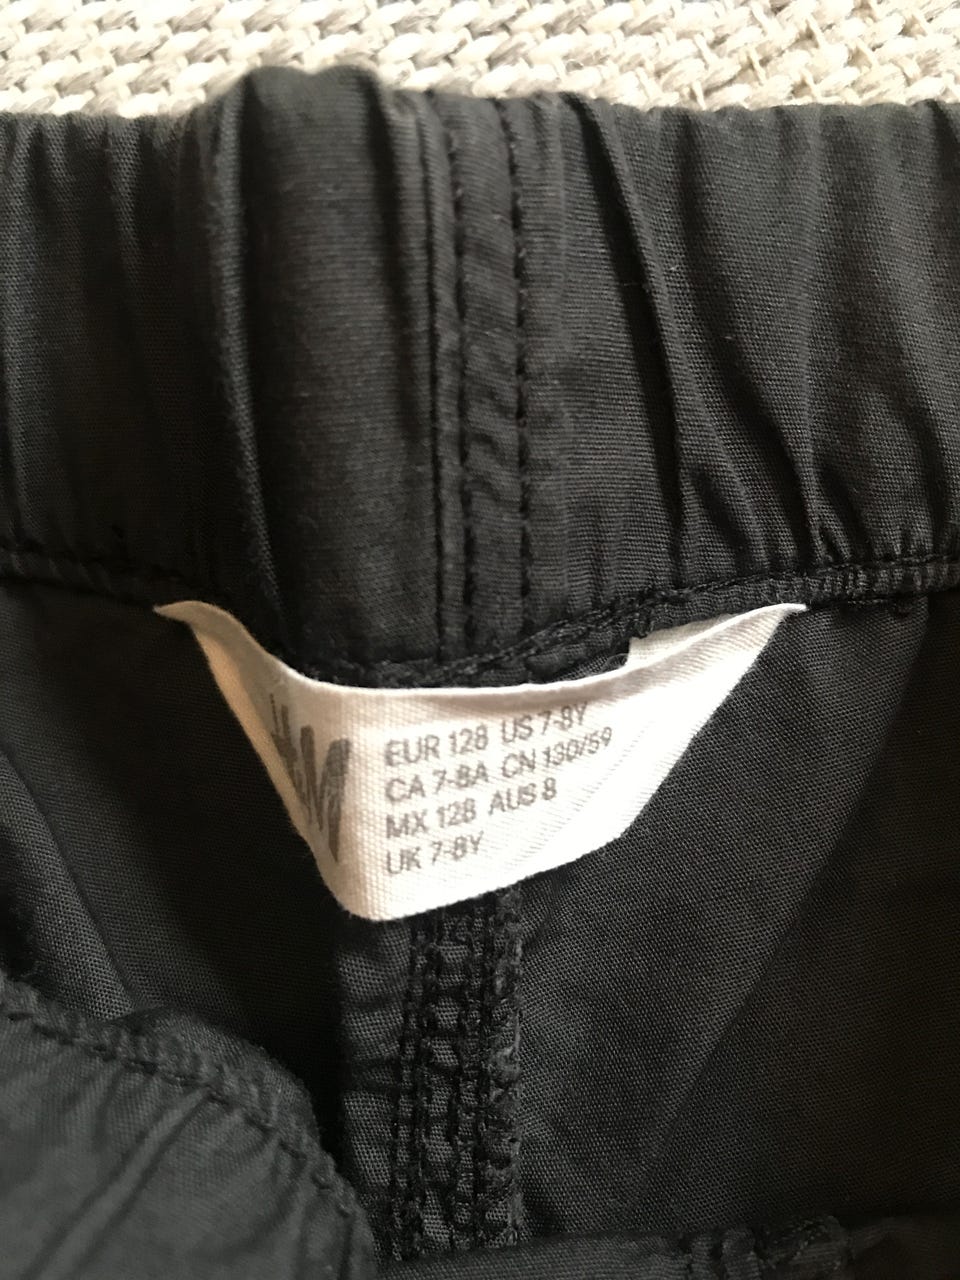 H&M
EUR 128 US 7-8Y
CA 7-8A CN 130/59
MX 128 AUS 8
UK 7-8Y